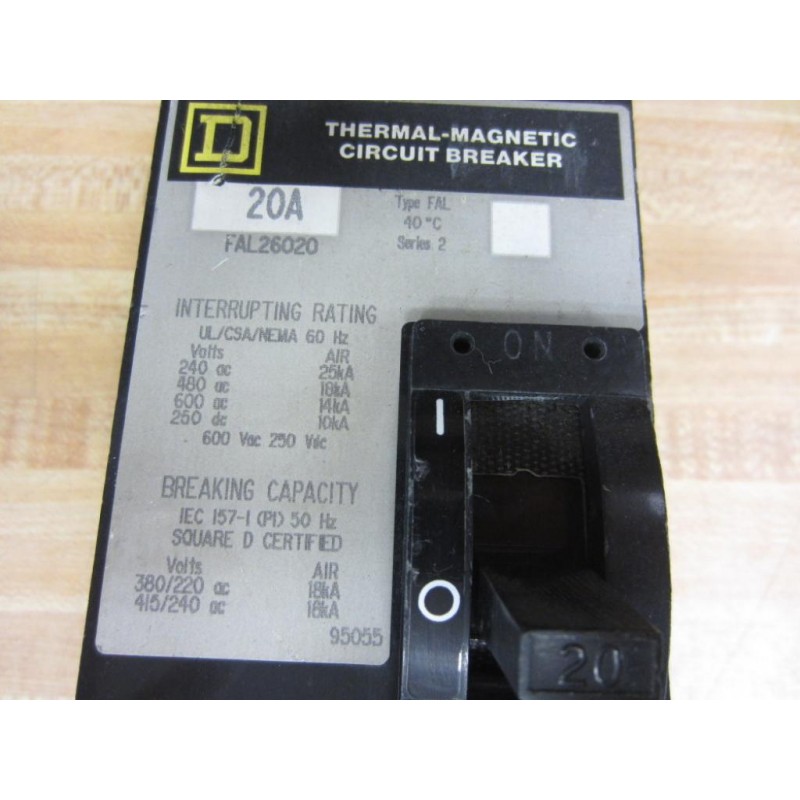 D
THERMAL-MAGNETIC
CIRCUIT BREAKER
20A
FAL26020
Type FAL
40°C
Series 2
INTERRUPTING RATING
UL/CSA/NEMA 60 Hz
Volts AIR
240 ac 25kA
480 ac 18kA
600 ac 14kA
250 dc 10kA
600 Vac 250 Vdc
BREAKING CAPACITY
IEC 157-1 (P1) 50 Hz
SQUARE D CERTIFIED
Volts AIR
380/220 ac 18kA
415/240 ac 18kA
95055
ON
I
O
20